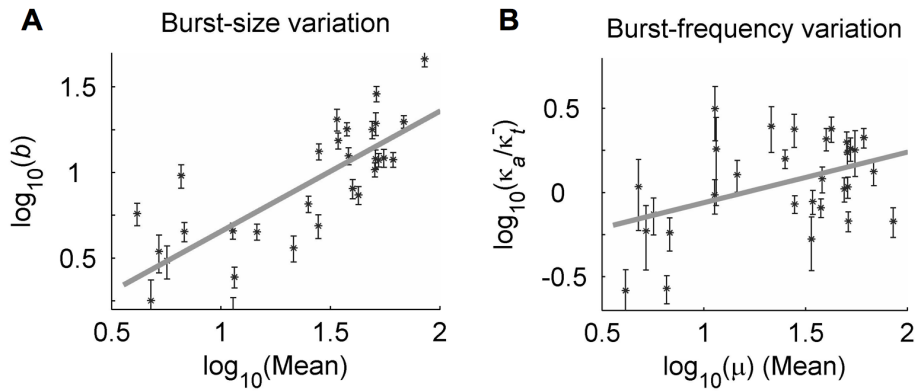 A
Burst-size variation
1.5
1
0.5
log10(b)
0.5
1
1.5
2
log10(Mean)
B
Burst-frequency variation
0.5
0
-0.5
log10(κa/κt̄)
0.5
1
1.5
2
log10(μ) (Mean)